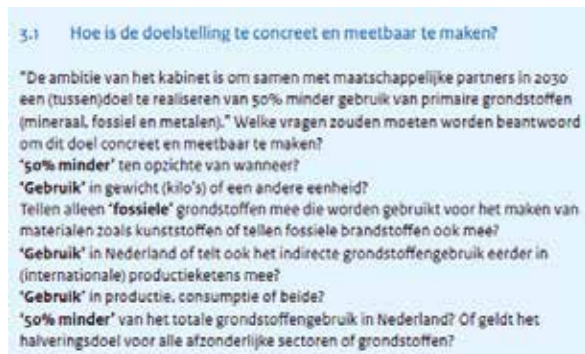 3.1 Hoe is de doelstelling te concreet en meetbaar te maken?
"De ambitie van het kabinet is om samen met maatschappelijke partners in 2030
een (tussen)doel te realiseren van 50% minder gebruik van primaire grondstoffen
(mineraal, fossiel en metalen)." Welke vragen zouden moeten worden beantwoord
om dit doel concreet en meetbaar te maken?
'50% minder' ten opzichte van wanneer?
'Gebruik' in gewicht (kilo's) of een andere eenheid?
Tellen alleen 'fossiele' grondstoffen mee die worden gebruikt voor het maken van
materialen zoals kunststoffen of tellen fossiele brandstoffen ook mee?
'Gebruik' in Nederland of telt ook het indirecte grondstoffengebruik eerder in
(internationale) productieketens mee?
'Gebruik' in productie, consumptie of beide?
'50% minder' van het totale grondstoffengebruik in Nederland? Of geldt het
halveringsdoel voor alle afzonderlijke sectoren of grondstoffen?